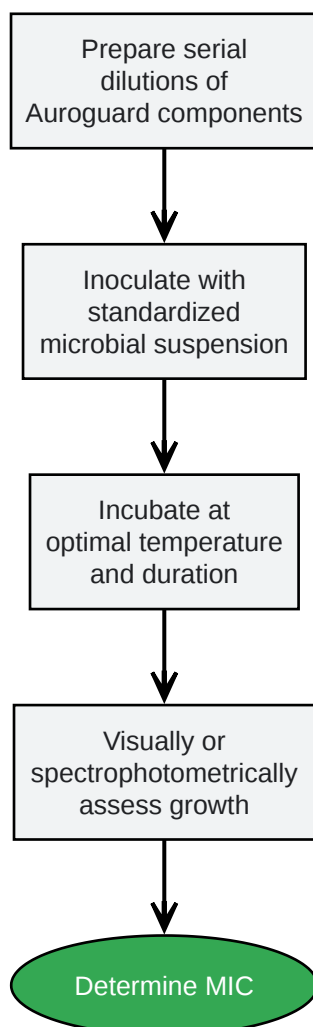 Prepare serial
dilutions of
Auroguard components
Inoculate with
standardized
microbial suspension
Incubate at
optimal temperature
and duration
Visually or
spectrophotometrically
assess growth
Determine MIC